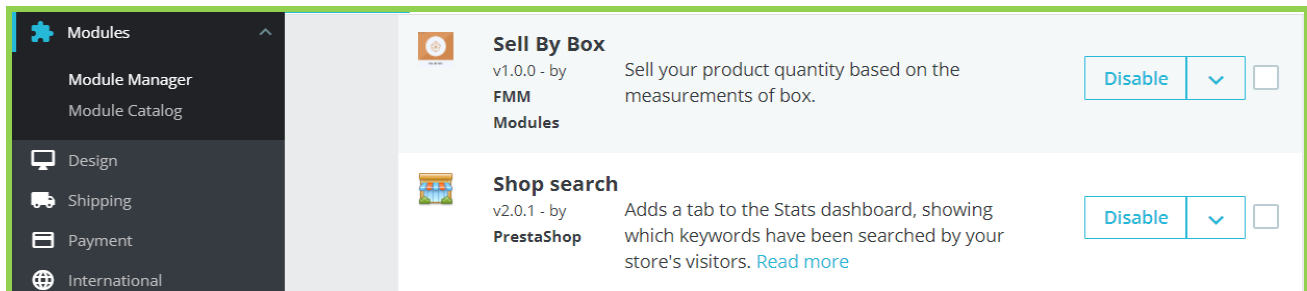 Modules
Module Manager
Module Catalog
Design
Shipping
Payment
International
Sell By Box
v1.0.0 - by
FMM
Modules
Sell your product quantity based on the
measurements of box.
Disable
Shop search
v2.0.1 - by
PrestaShop
Adds a tab to the Stats dashboard, showing
which keywords have been searched by your
store's visitors. Read more
Disable